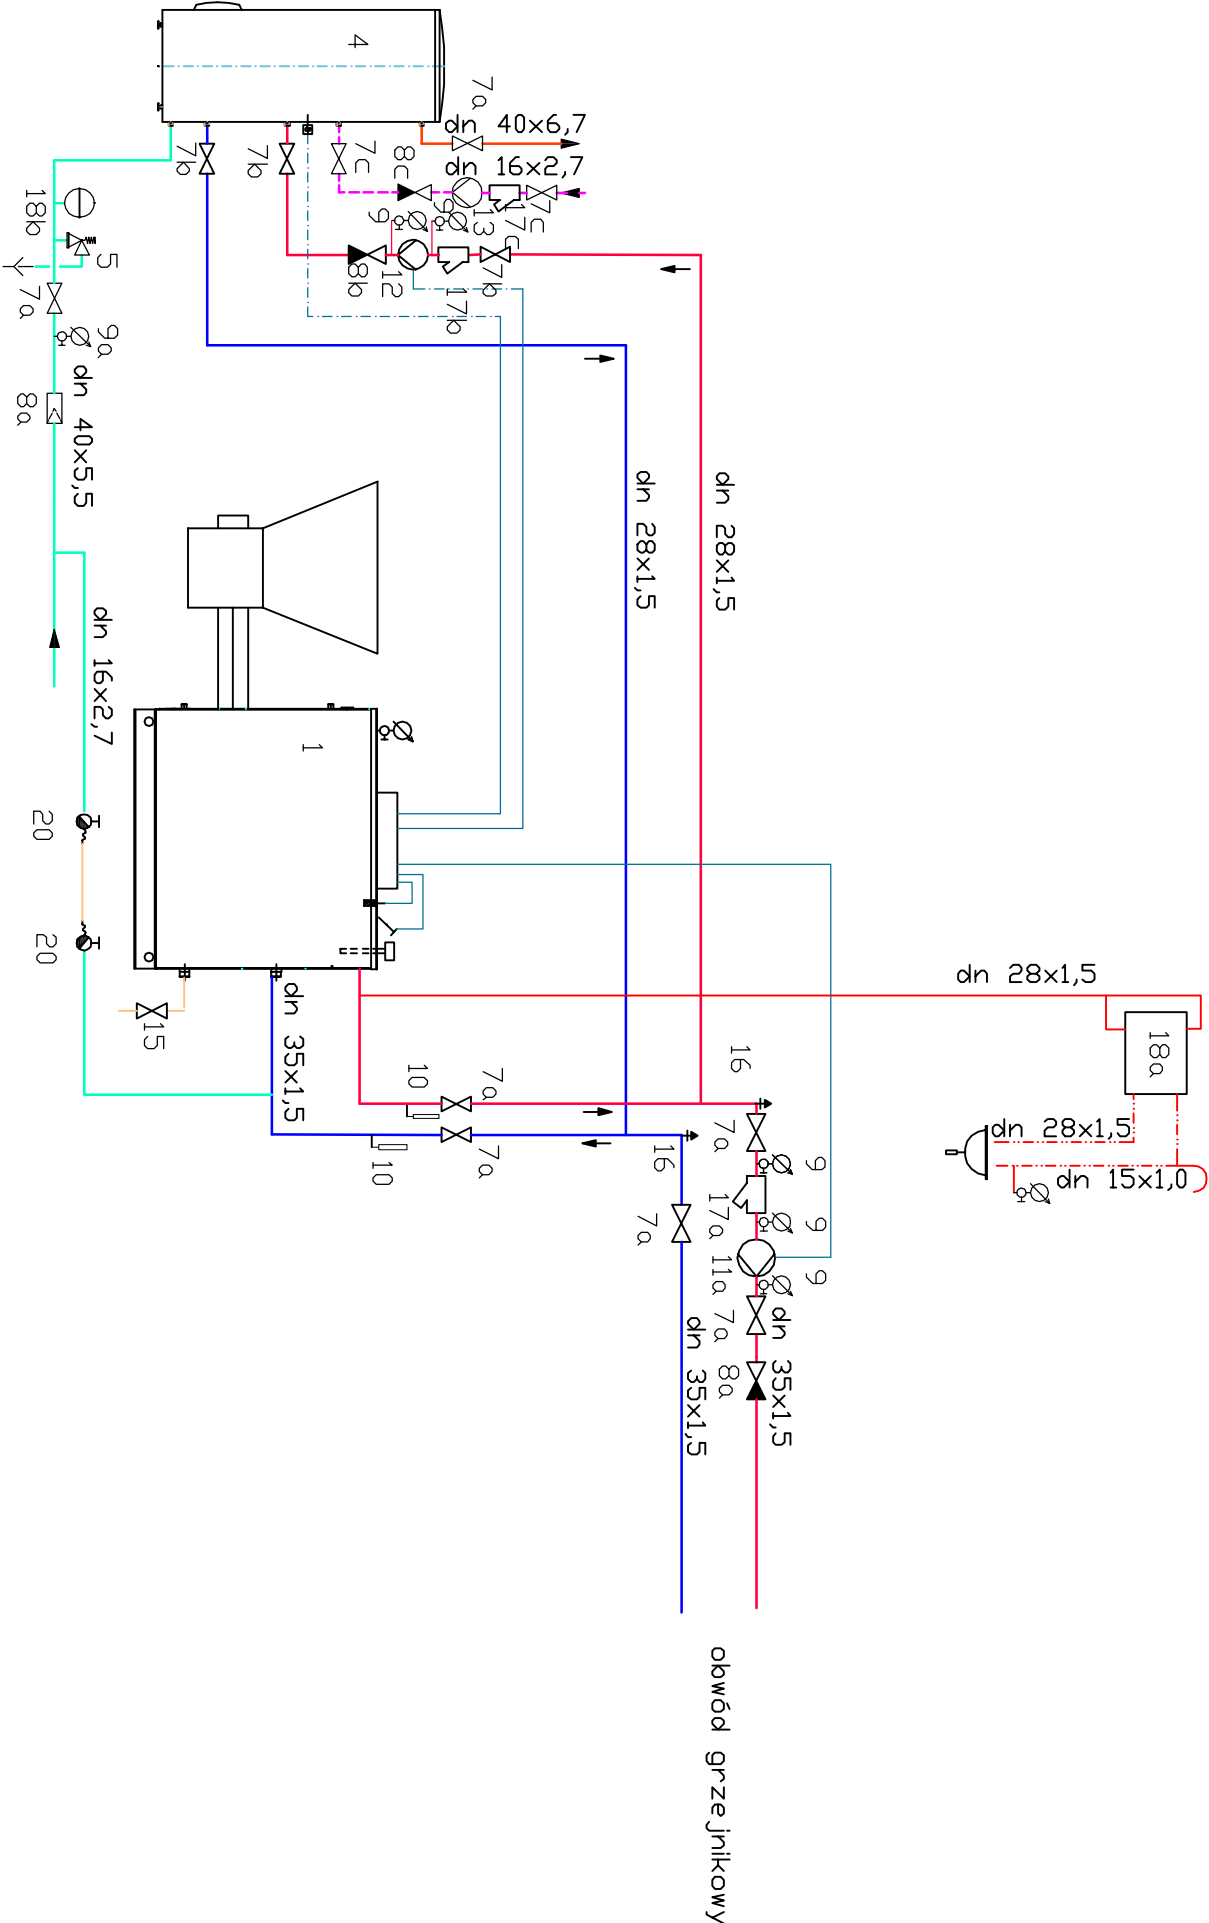 4
7a
dn 40x6,7
7b
7b
7c
8c
dn 16x2,7
13
17c
7c
9
9
8b
12
17b
7b
18b
5
7a
9a
8a
dn 40x5,5
dn 28x1,5
dn 28x1,5
dn 16x2,7
1
20
20
15
dn 35x1,5
10
7a
10
7a
16
16
7a
7a
9
17a
9
11a
9
7a
8a
dn 35x1,5
dn 35x1,5
dn 28x1,5
18a
dn 28x1,5
dn 15x1,0
obwód grzejnikowy